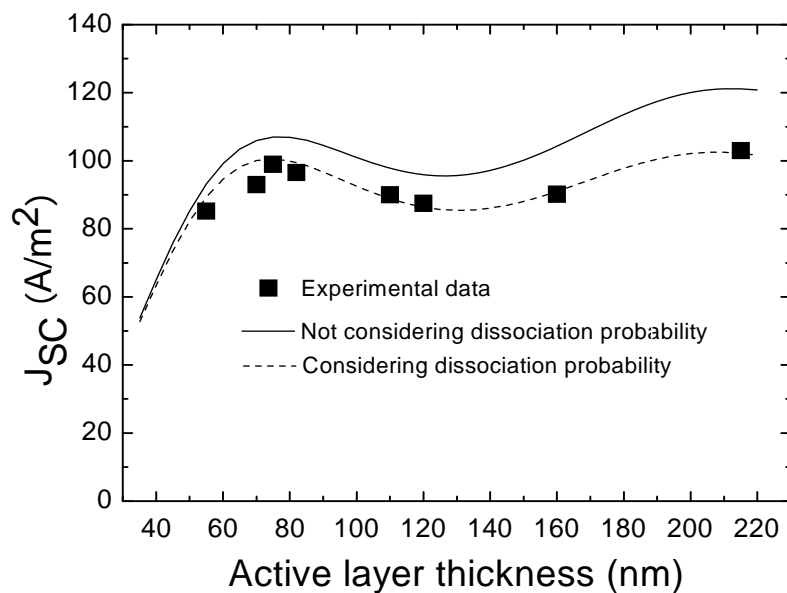 140
120
100
80
60
40
20
0
J_SC (A/m²)
Experimental data
Not considering dissociation probability
Considering dissociation probability
40 60 80 100 120 140 160 180 200 220
Active layer thickness (nm)